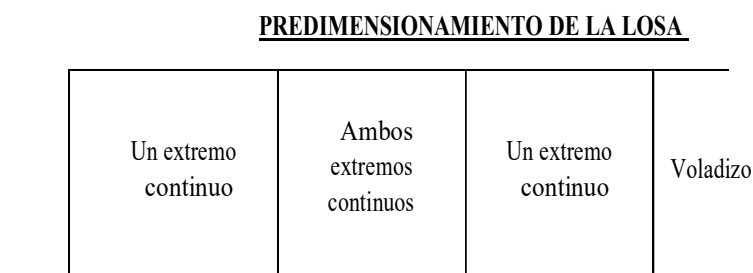 PREDIMENSIONAMIENTO DE LA LOSA
Un extremo
continuo
Ambos
extremos
continuos
Un extremo
continuo
Voladizo